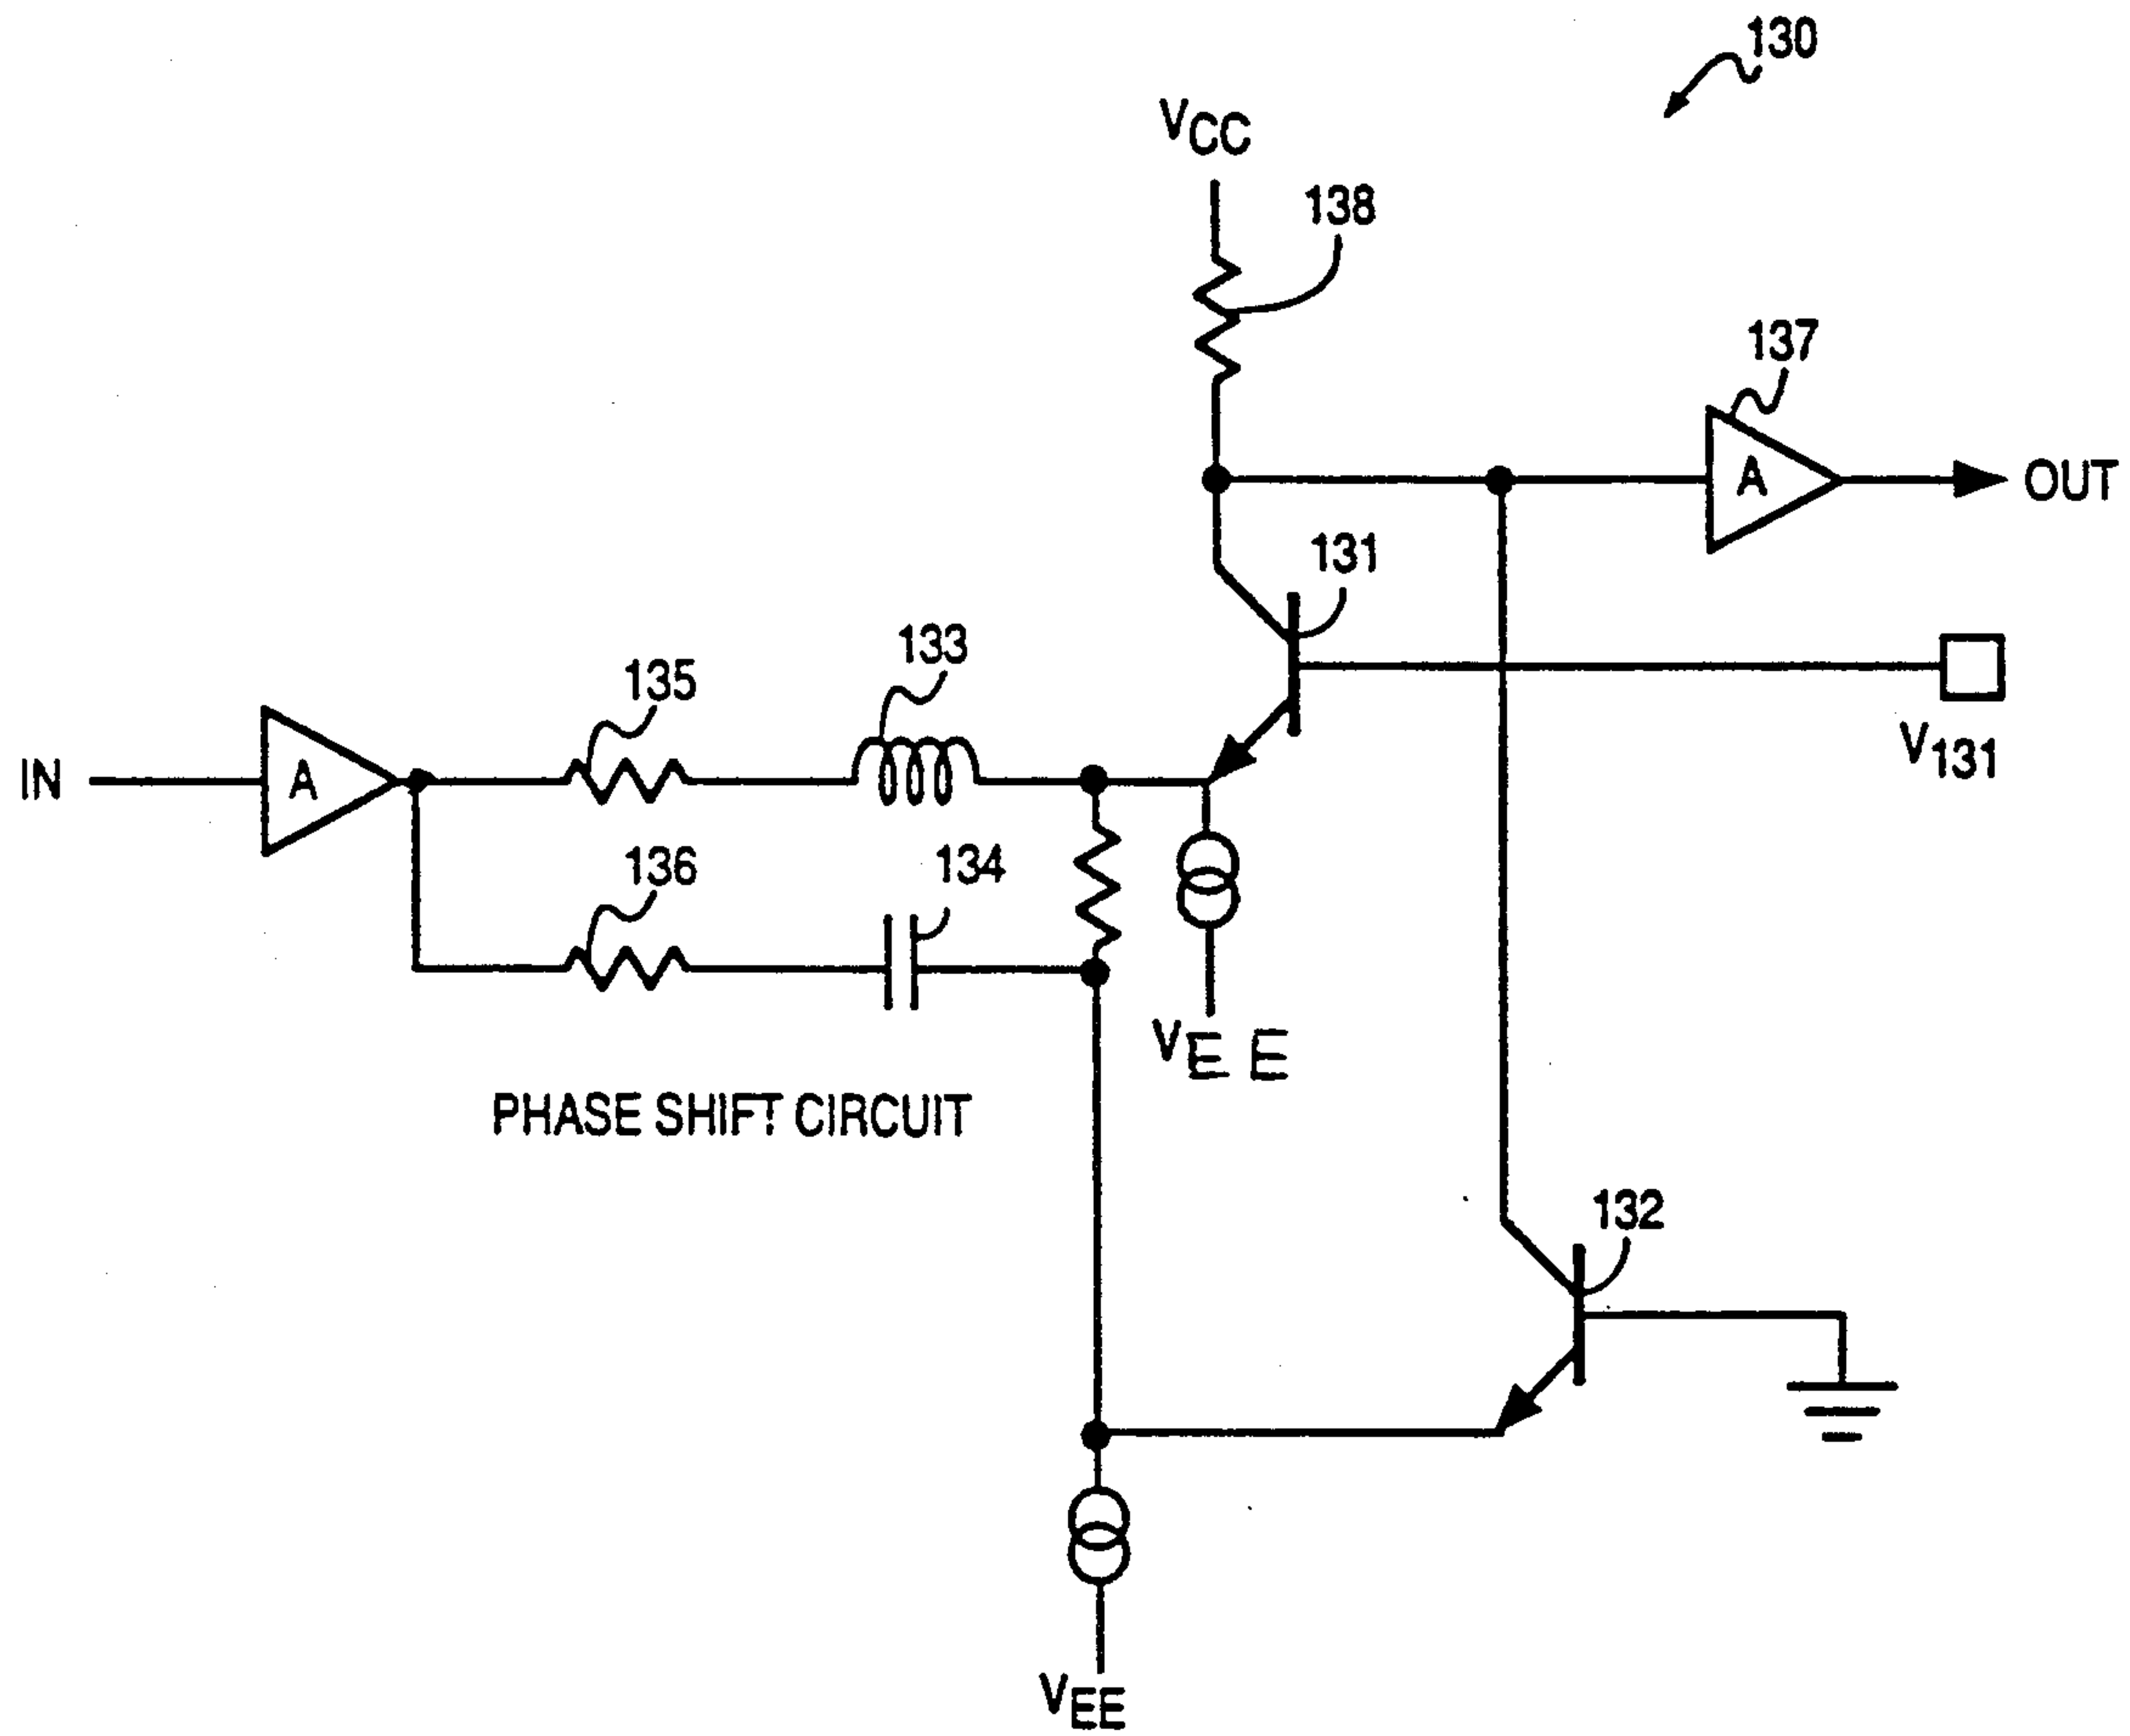 130
VCC
138
137
A
OUT
131
133
135
V131
IN
A
136
134
VE E
PHASE SHIFT CIRCUIT
132
VEE